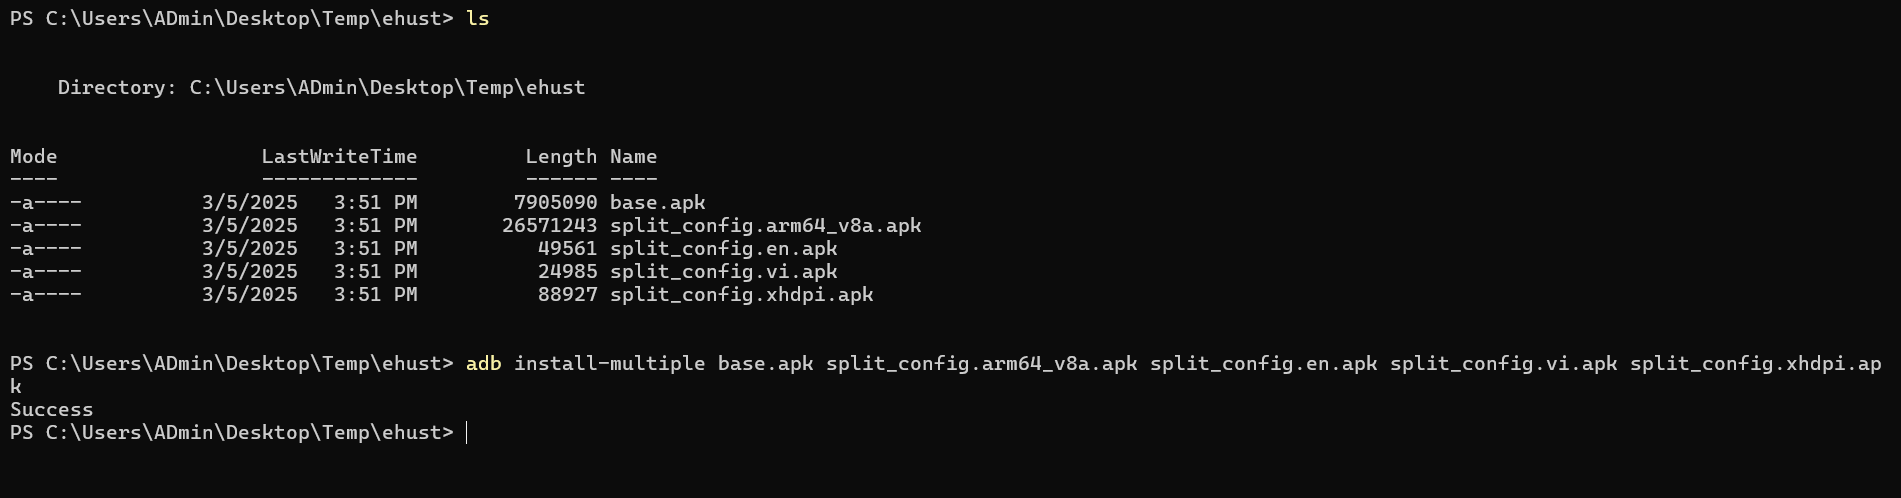 PS C:\Users\ADmin\Desktop\Temp\ehust> ls
Directory: C:\Users\ADmin\Desktop\Temp\ehust
Mode                 LastWriteTime         Length Name
----                 -------------         ------ ----
-a----          3/5/2025   3:51 PM        7905090 base.apk
-a----          3/5/2025   3:51 PM       26571243 split_config.arm64_v8a.apk
-a----          3/5/2025   3:51 PM          49561 split_config.en.apk
-a----          3/5/2025   3:51 PM          24985 split_config.vi.apk
-a----          3/5/2025   3:51 PM          88927 split_config.xhdpi.apk
PS C:\Users\ADmin\Desktop\Temp\ehust> adb install-multiple base.apk split_config.arm64_v8a.apk split_config.en.apk split_config.vi.apk split_config.xhdpi.ap
k
Success
PS C:\Users\ADmin\Desktop\Temp\ehust>